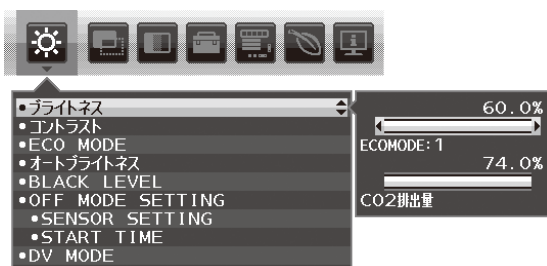 •ブライトネス
•コントラスト
•ECO MODE
•オートブライトネス
•BLACK LEVEL
•OFF MODE SETTING
•SENSOR SETTING
•START TIME
•DV MODE
60.0%
ECOMODE:1
74.0%
CO2排出量